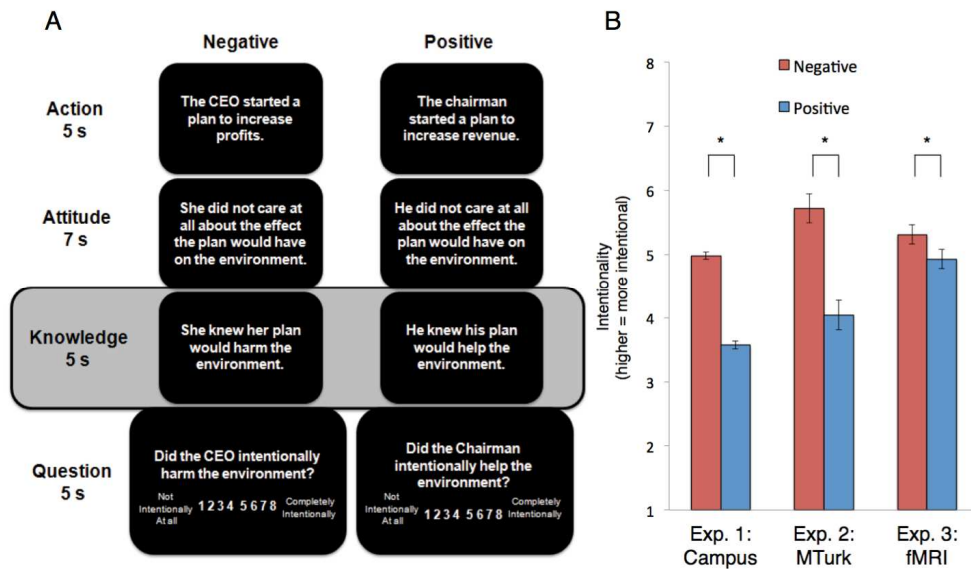 A
Negative
Positive
Action
5 s
The CEO started a
plan to increase
profits.
The chairman
started a plan to
increase revenue.
Attitude
7 s
She did not care at
all about the effect
the plan would have
on the environment.
He did not care at all
about the effect the
plan would have on
the environment.
Knowledge
5 s
She knew her plan
would harm the
environment.
He knew his plan
would help the
environment.
Question
5 s
Did the CEO intentionally
harm the environment?
Not
Intentionally
At all
1 2 3 4 5 6 7 8
Completely
Intentionally
Did the Chairman
intentionally help the
environment?
Not
Intentionally
At all
1 2 3 4 5 6 7 8
Completely
Intentionally
B
Intentionality
(higher = more intentional)
8
7
6
5
4
3
2
1
Negative
Positive
*
*
*
Exp. 1:
Campus
Exp. 2:
MTurk
Exp. 3:
fMRI